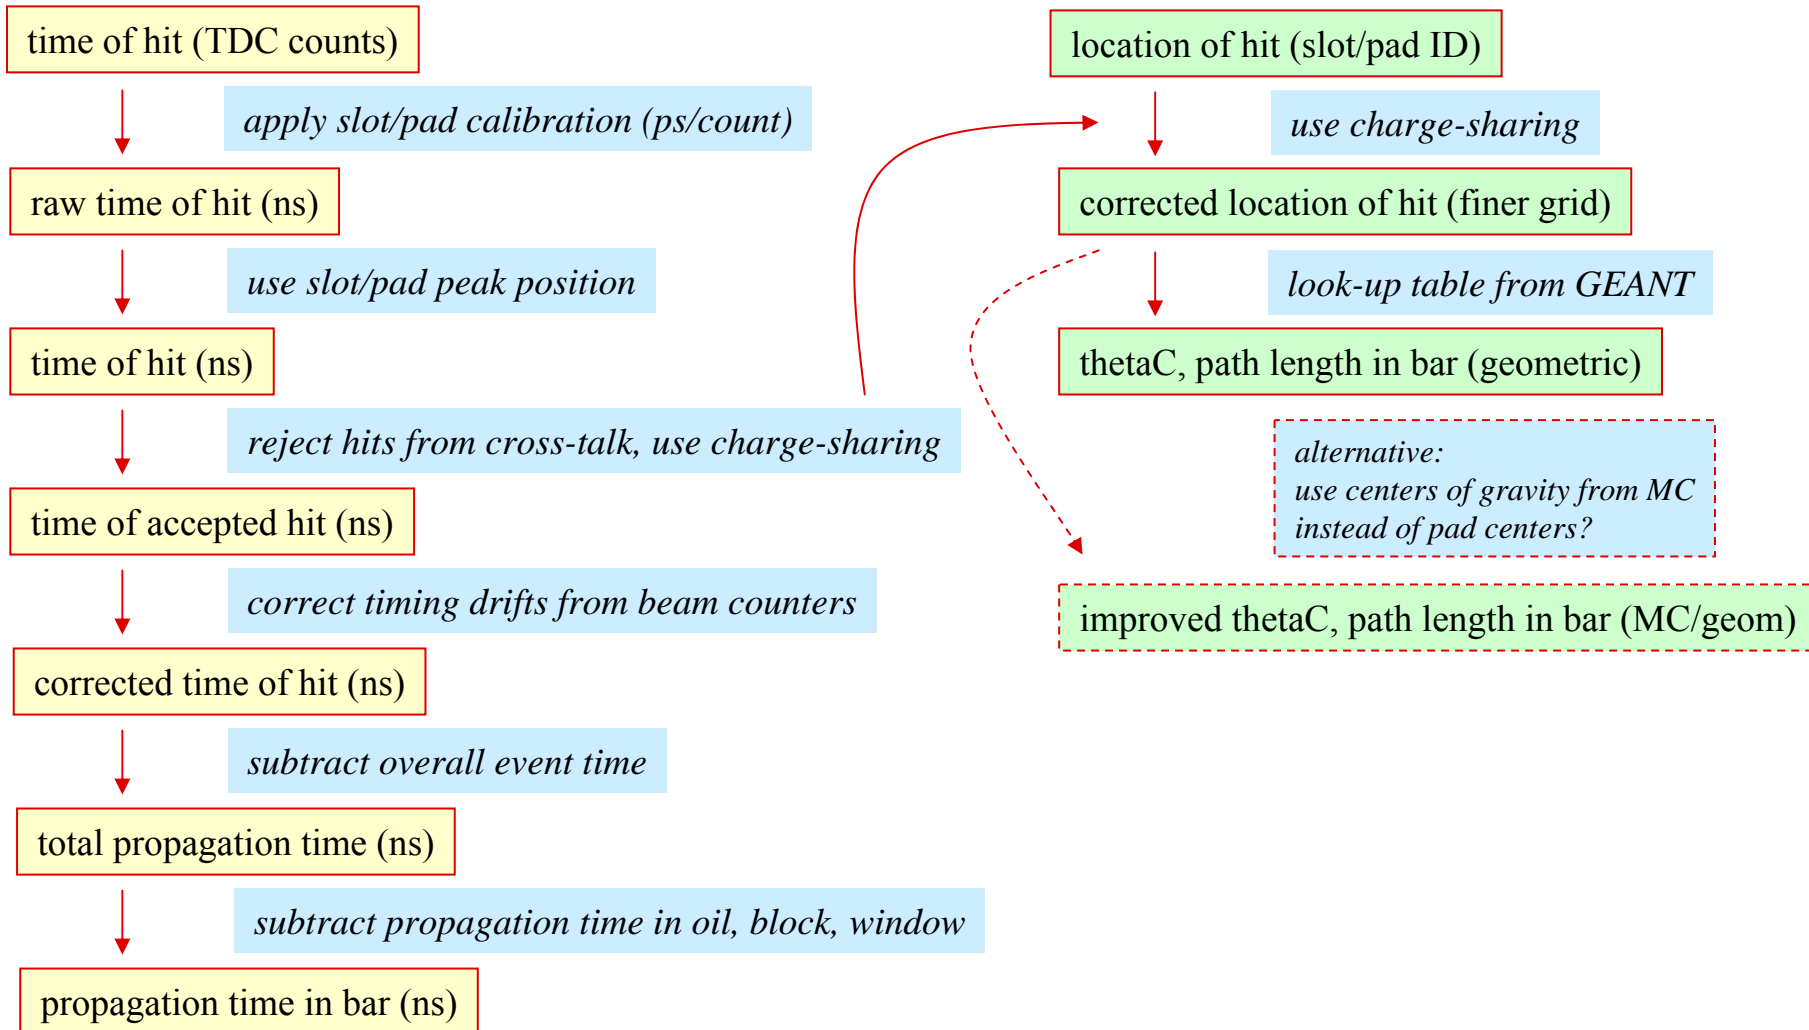 time of hit (TDC counts)
apply slot/pad calibration (ps/count)
raw time of hit (ns)
use slot/pad peak position
time of hit (ns)
reject hits from cross-talk, use charge-sharing
time of accepted hit (ns)
correct timing drifts from beam counters
corrected time of hit (ns)
subtract overall event time
total propagation time (ns)
subtract propagation time in oil, block, window
propagation time in bar (ns)
location of hit (slot/pad ID)
use charge-sharing
corrected location of hit (finer grid)
look-up table from GEANT
thetaC, path length in bar (geometric)
alternative:
use centers of gravity from MC
instead of pad centers?
improved thetaC, path length in bar (MC/geom)